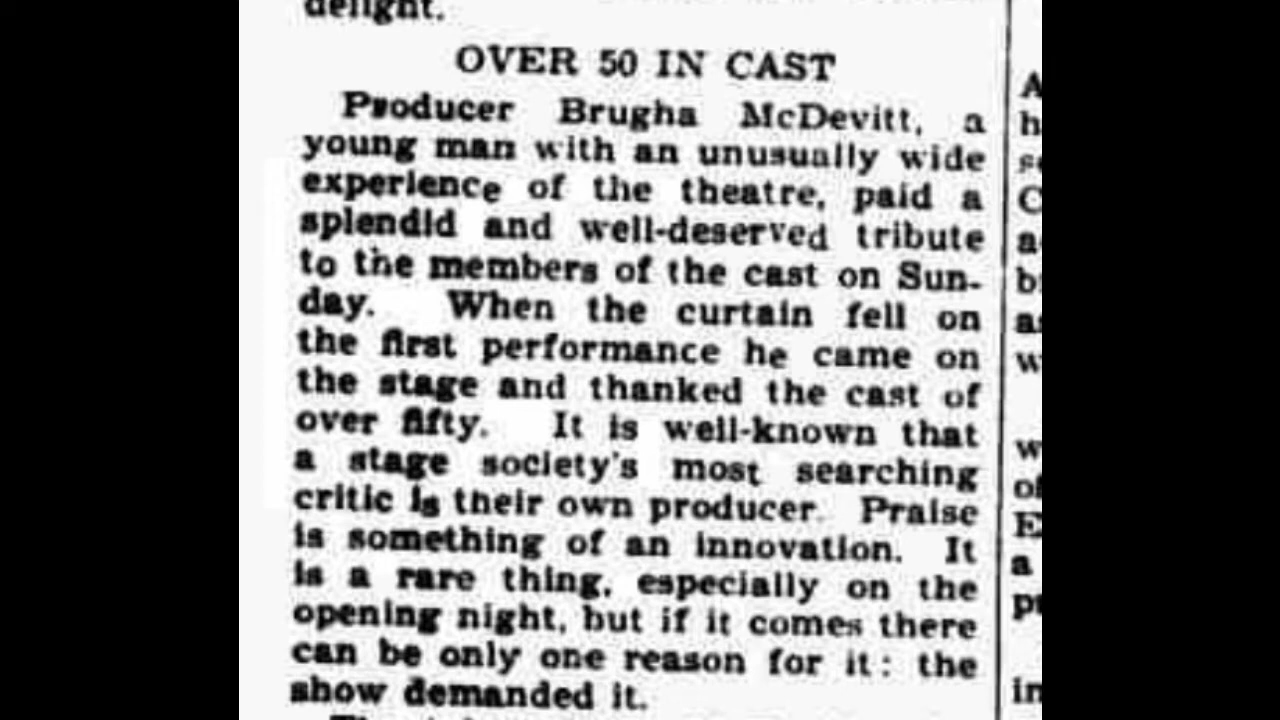 delight.
OVER 50 IN CAST
Producer Brugha McDevitt, a
young man with an unusually wide
experience of the theatre, paid a
splendid and well-deserved tribute
to the members of the cast on Sun-
day. When the curtain fell on
the first performance he came on
the stage and thanked the cast of
over fifty. It is well-known that
a stage society's most searching
critic is their own producer. Praise
is something of an innovation. It
is a rare thing, especially on the
opening night, but if it comes there
can be only one reason for it: the
show demanded it.